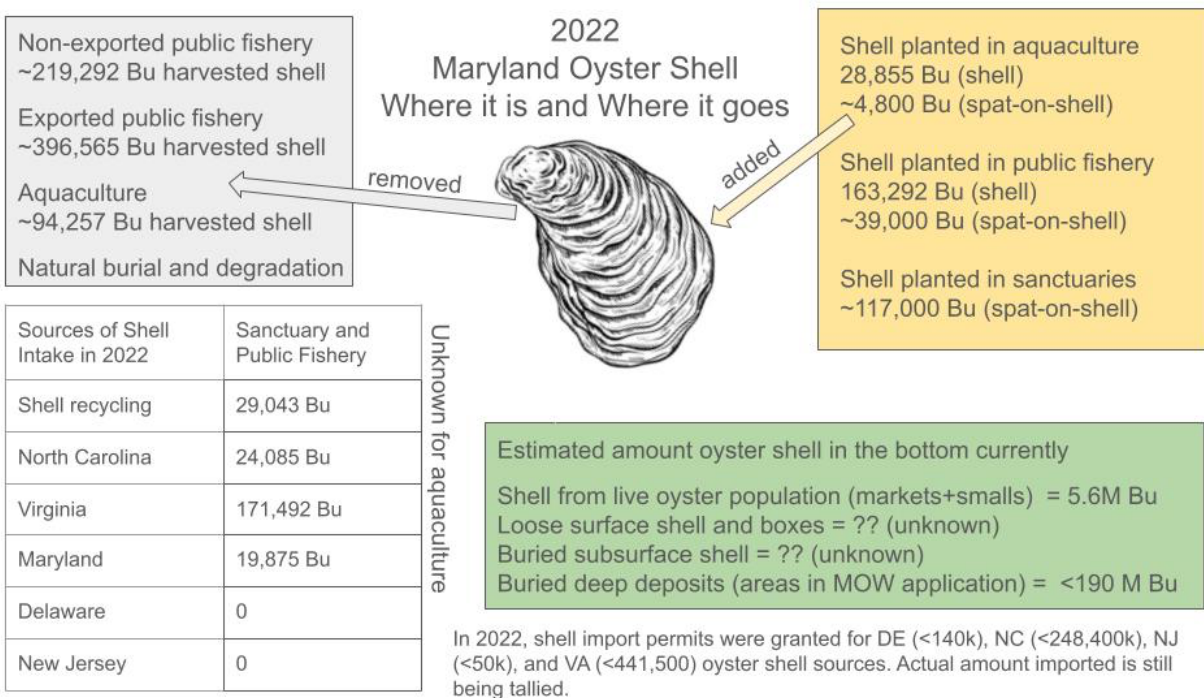 2022
Maryland Oyster Shell
Where it is and Where it goes
Non-exported public fishery
~219,292 Bu harvested shell
Exported public fishery
~396,565 Bu harvested shell
Aquaculture
~94,257 Bu harvested shell
Natural burial and degradation
removed
added
Shell planted in aquaculture
28,855 Bu (shell)
~4,800 Bu (spat-on-shell)
Shell planted in public fishery
163,292 Bu (shell)
~39,000 Bu (spat-on-shell)
Shell planted in sanctuaries
~117,000 Bu (spat-on-shell)
Sources of Shell Intake in 2022 Sanctuary and Public Fishery
Shell recycling 29,043 Bu
North Carolina 24,085 Bu
Virginia 171,492 Bu
Maryland 19,875 Bu
Delaware 0
New Jersey 0
Unknown for aquaculture
Estimated amount oyster shell in the bottom currently
Shell from live oyster population (markets+smalls) = 5.6M Bu
Loose surface shell and boxes = ?? (unknown)
Buried subsurface shell = ?? (unknown)
Buried deep deposits (areas in MOW application) = <190 M Bu
In 2022, shell import permits were granted for DE (<140k), NC (<248,400k), NJ
(<50k), and VA (<441,500) oyster shell sources. Actual amount imported is still
being tallied.